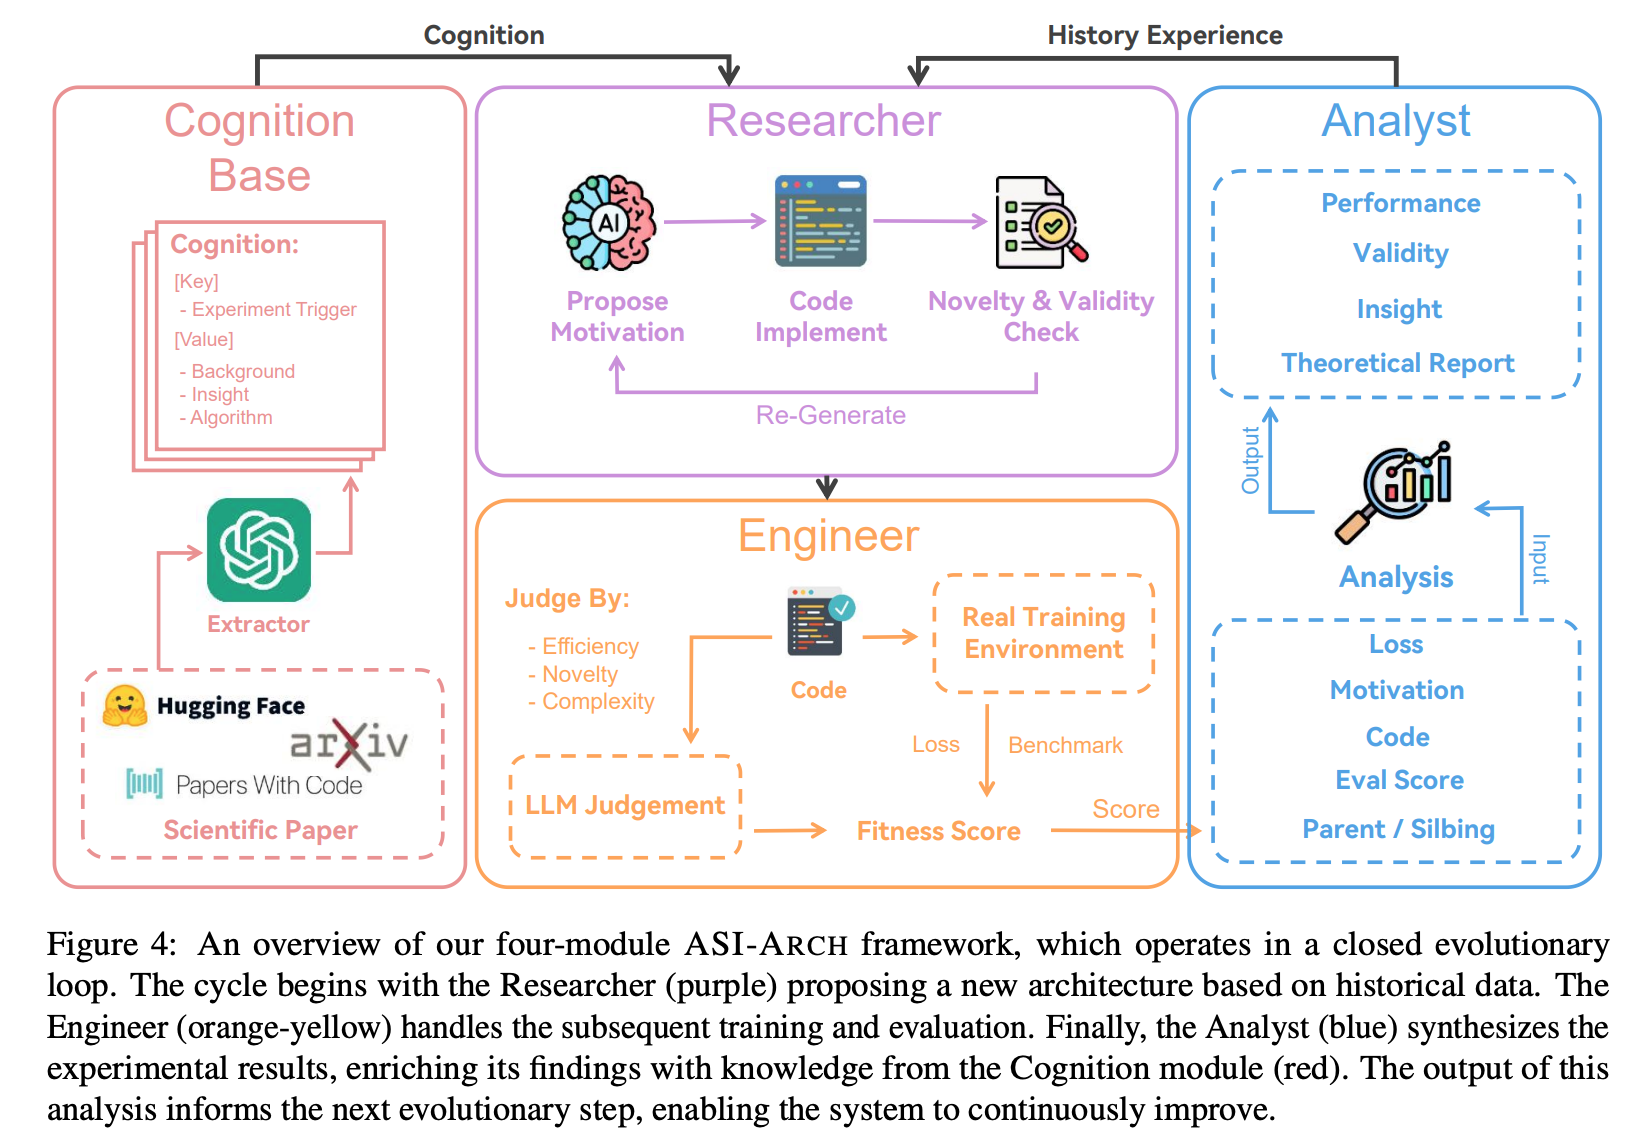 Cognition
History Experience
Cognition
Base
Cognition:
[Key]
- Experiment Trigger
[Value]
- Background
- Insight
- Algorithm
Extractor
Hugging Face
arXiv
Papers With Code
Scientific Paper
Researcher
AI
Propose
Motivation
Code
Implement
Novelty & Validity
Check
Re-Generate
Engineer
Judge By:
- Efficiency
- Novelty
- Complexity
Code
Real Training
Environment
Loss
Benchmark
LLM Judgement
Fitness Score
Score
Analyst
Performance
Validity
Insight
Theoretical Report
Output
Input
Analysis
Loss
Motivation
Code
Eval Score
Parent / Silbing
Figure 4: An overview of our four-module ASI-ARCH framework, which operates in a closed evolutionary
loop. The cycle begins with the Researcher (purple) proposing a new architecture based on historical data. The
Engineer (orange-yellow) handles the subsequent training and evaluation. Finally, the Analyst (blue) synthesizes the
experimental results, enriching its findings with knowledge from the Cognition module (red). The output of this
analysis informs the next evolutionary step, enabling the system to continuously improve.